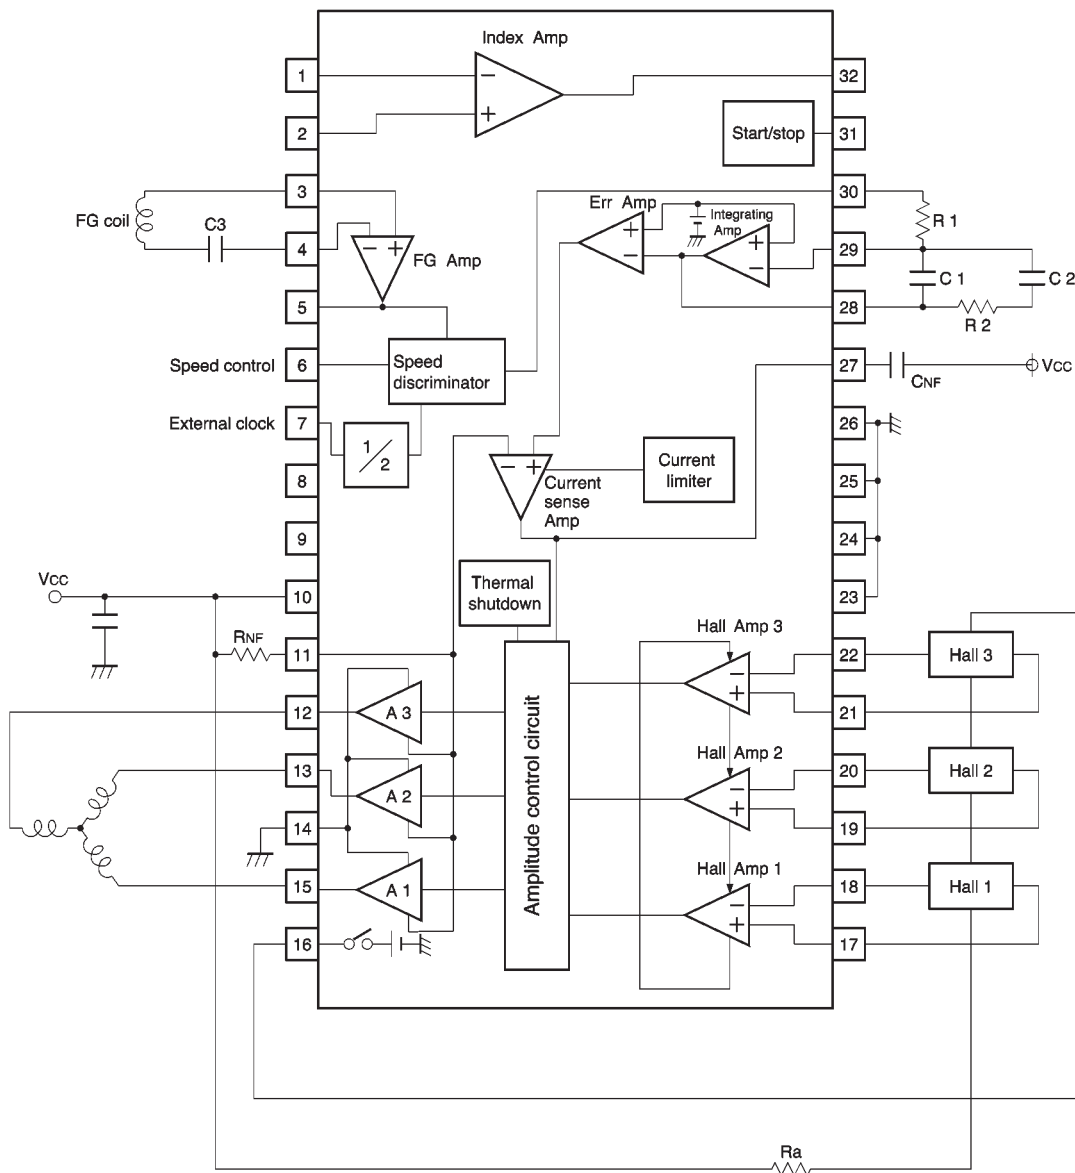 Index Amp
1
32
2
Start/stop
31
3
30
Err Amp
Integrating
Amp
R 1
FG coil
C3
4
FG Amp
29
C 1
C 2
5
28
R 2
Speed control
6
Speed
discriminator
27
CNF
Vcc
External clock
7
1/2
26
Current
limiter
Current
sense
Amp
8
25
9
24
Vcc
10
Thermal
shutdown
23
RNF
11
Hall Amp 3
22
Hall 3
12
A 3
21
13
A 2
Hall Amp 2
20
Hall 2
14
Amplitude control circuit
19
15
A 1
Hall Amp 1
18
Hall 1
16
17
Ra
− + − + + − + − − + − + − + − +